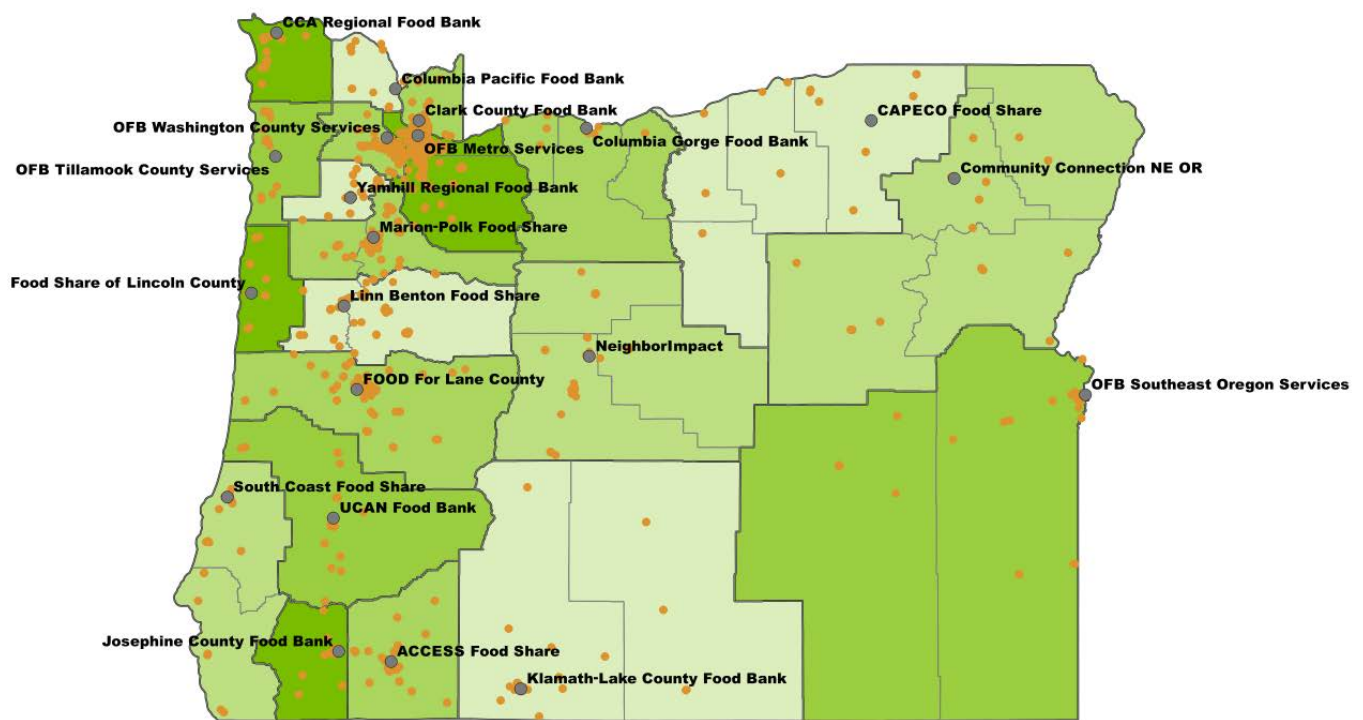 CCA Regional Food Bank
Columbia Pacific Food Bank
Clark County Food Bank
CAPECO Food Share
OFB Washington County Services
Columbia Gorge Food Bank
OFB Metro Services
OFB Tillamook County Services
Community Connection NE OR
Yamhill Regional Food Bank
Marion-Polk Food Share
Food Share of Lincoln County
Linn Benton Food Share
NeighborImpact
FOOD For Lane County
OFB Southeast Oregon Services
South Coast Food Share
UCAN Food Bank
Josephine County Food Bank
ACCESS Food Share
Klamath-Lake County Food Bank